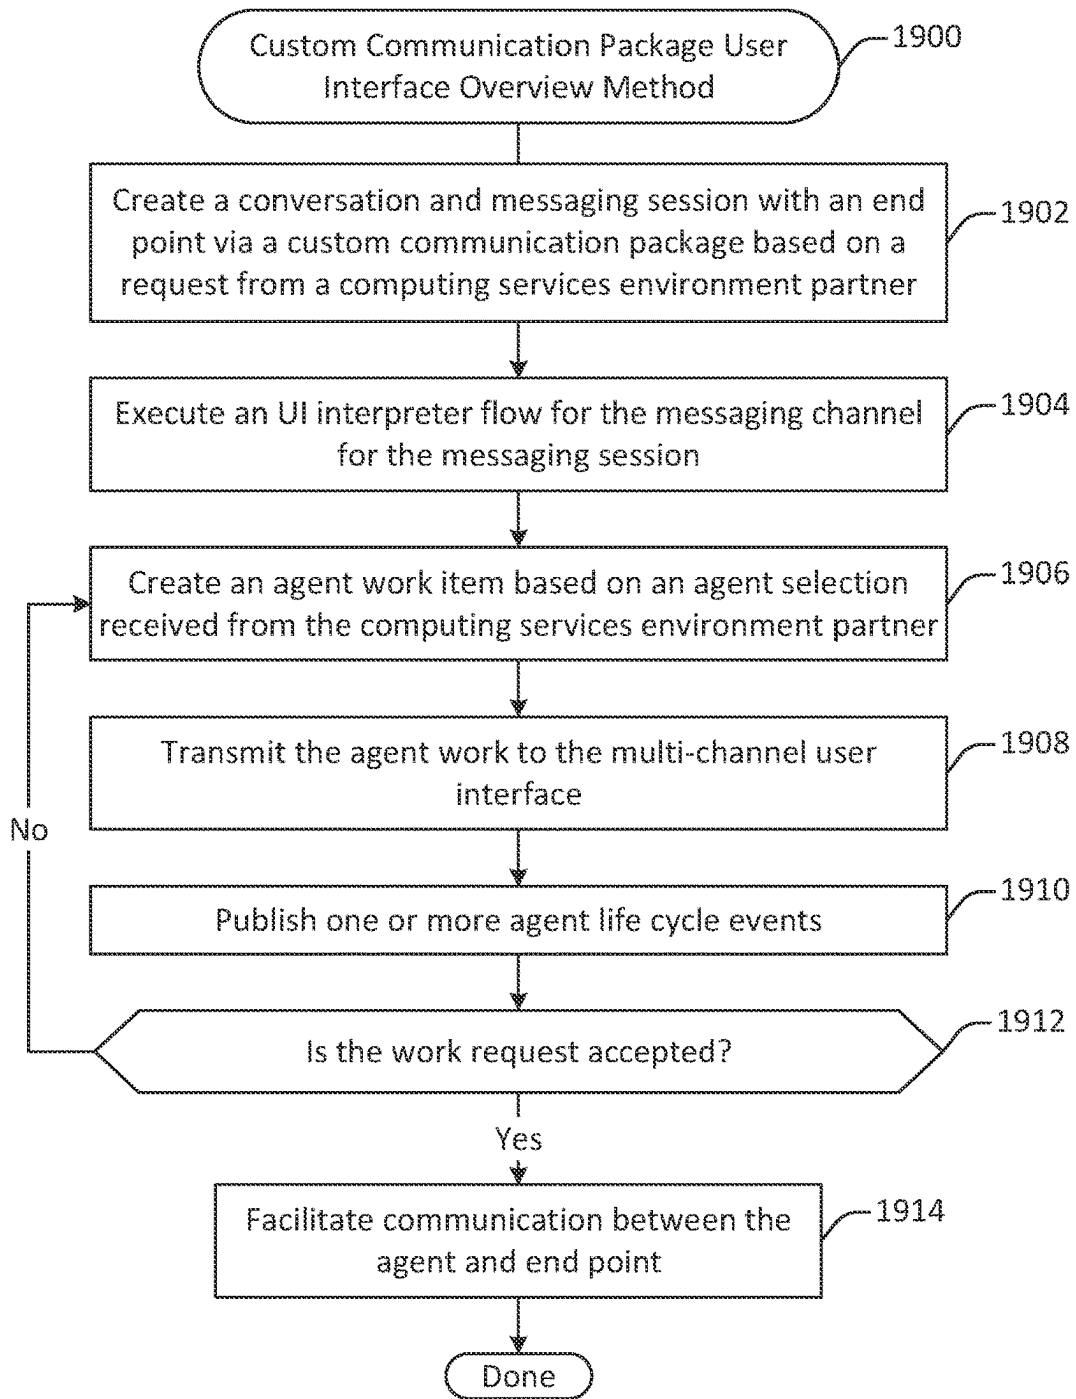 Custom Communication Package User
Interface Overview Method
1900
Create a conversation and messaging session with an end
point via a custom communication package based on a
request from a computing services environment partner
1902
Execute an UI interpreter flow for the messaging channel
for the messaging session
1904
Create an agent work item based on an agent selection
received from the computing services environment partner
1906
Transmit the agent work to the multi-channel user
interface
1908
No
Publish one or more agent life cycle events
1910
Is the work request accepted?
1912
Yes
Facilitate communication between the
agent and end point
1914
Done